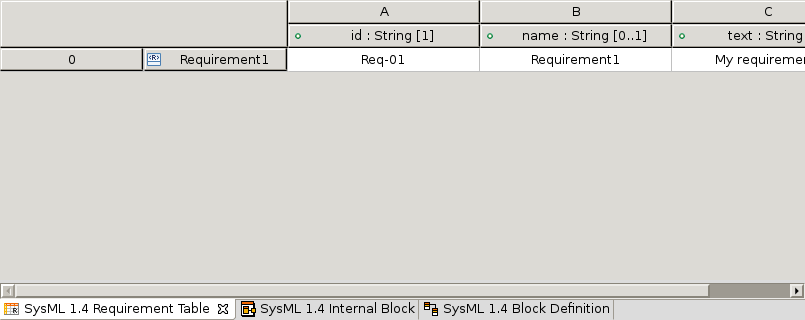 A B C
id : String [1] name : String [0..1] text : String
0 <R> Requirement1 Req-01 Requirement1 My requiremen
SysML 1.4 Requirement Table SysML 1.4 Internal Block SysML 1.4 Block Definition